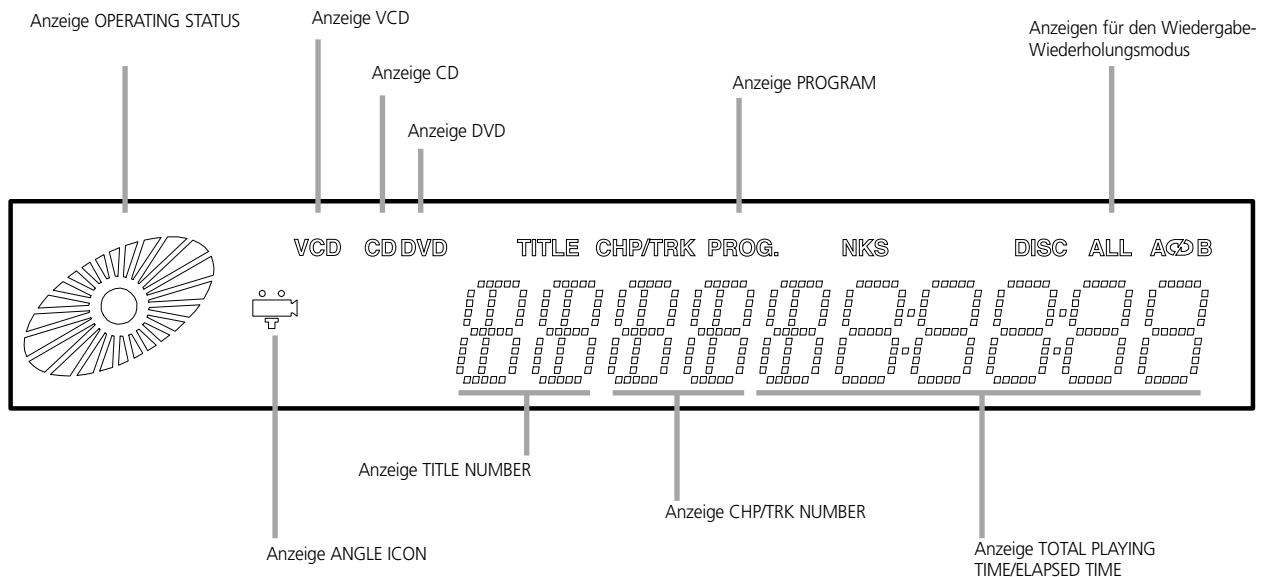 Anzeige OPERATING STATUS
Anzeige VCD
Anzeige CD
Anzeige DVD
Anzeige PROGRAM
Anzeigen für den Wiedergabe-
Wiederholungsmodus
VCD CD DVD TITLE CHP/TRK PROG. NKS DISC ALL A B
Anzeige TITLE NUMBER
Anzeige CHP/TRK NUMBER
Anzeige ANGLE ICON
Anzeige TOTAL PLAYING
TIME/ELAPSED TIME